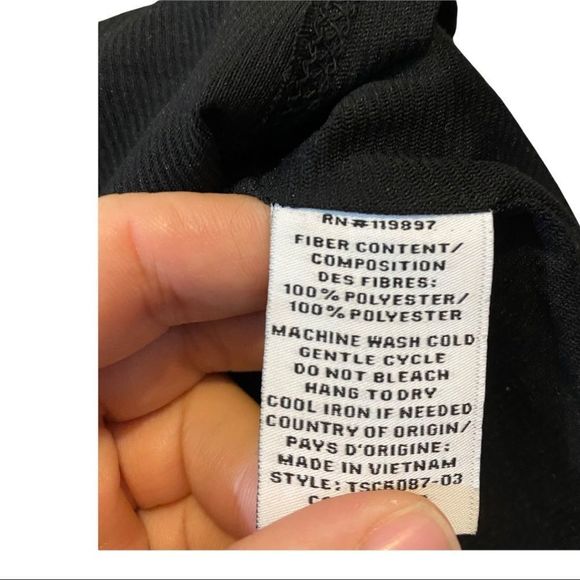 RN#119897
FIBER CONTENT/
COMPOSITION
DES FIBRES:
100% POLYESTER/
100% POLYESTER
MACHINE WASH COLD
GENTLE CYCLE
DO NOT BLEACH
HANG TO DRY
COOL IRON IF NEEDED
COUNTRY OF ORIGIN/
PAYS D'ORIGINE:
MADE IN VIETNAM
STYLE: TSC6087-03